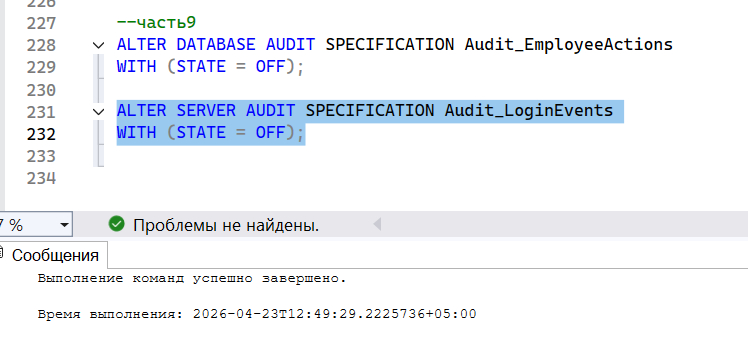 226
227 --часть9
228 ALTER DATABASE AUDIT SPECIFICATION Audit_EmployeeActions
229 WITH (STATE = OFF);
230
231 ALTER SERVER AUDIT SPECIFICATION Audit_LoginEvents
232 WITH (STATE = OFF);
233
234
7 % Проблемы не найдены.
Сообщения
Выполнение команд успешно завершено.
Время выполнения: 2026-04-23T12:49:29.2225736+05:00